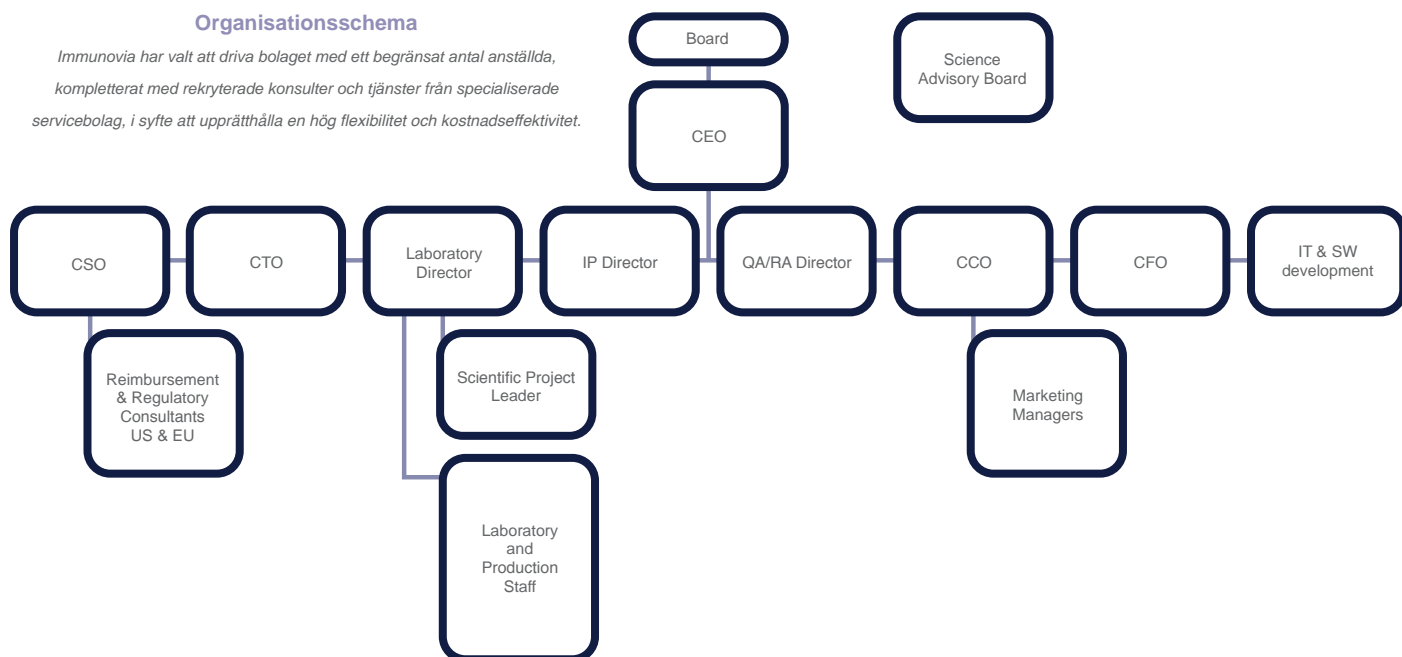 Organisationsschema
Immunovia har valt att driva bolaget med ett begränsat antal anställda,
kompletterat med rekryterade konsulter och tjänster från specialiserade
servicebolag, i syfte att upprätthålla en hög flexibilitet och kostnadseffektivitet.
Board
Science
Advisory Board
CEO
CSO
CTO
Laboratory
Director
IP Director
QA/RA Director
CCO
CFO
IT & SW
development
Reimbursement
& Regulatory
Consultants
US & EU
Scientific Project
Leader
Marketing
Managers
Laboratory
and
Production
Staff